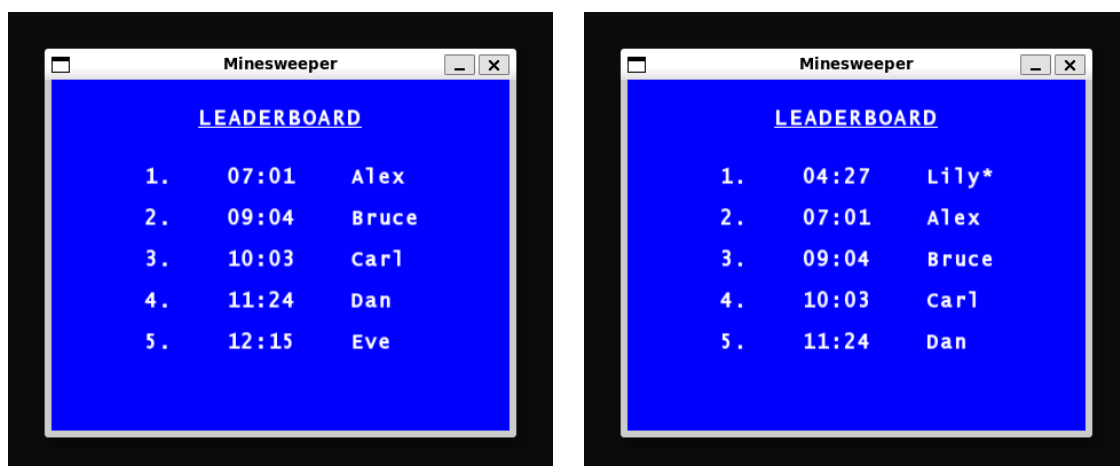 Minesweeper
LEADERBOARD
1. 07:01 Alex
2. 09:04 Bruce
3. 10:03 Carl
4. 11:24 Dan
5. 12:15 Eve
Minesweeper
LEADERBOARD
1. 04:27 Lily*
2. 07:01 Alex
3. 09:04 Bruce
4. 10:03 Carl
5. 11:24 Dan